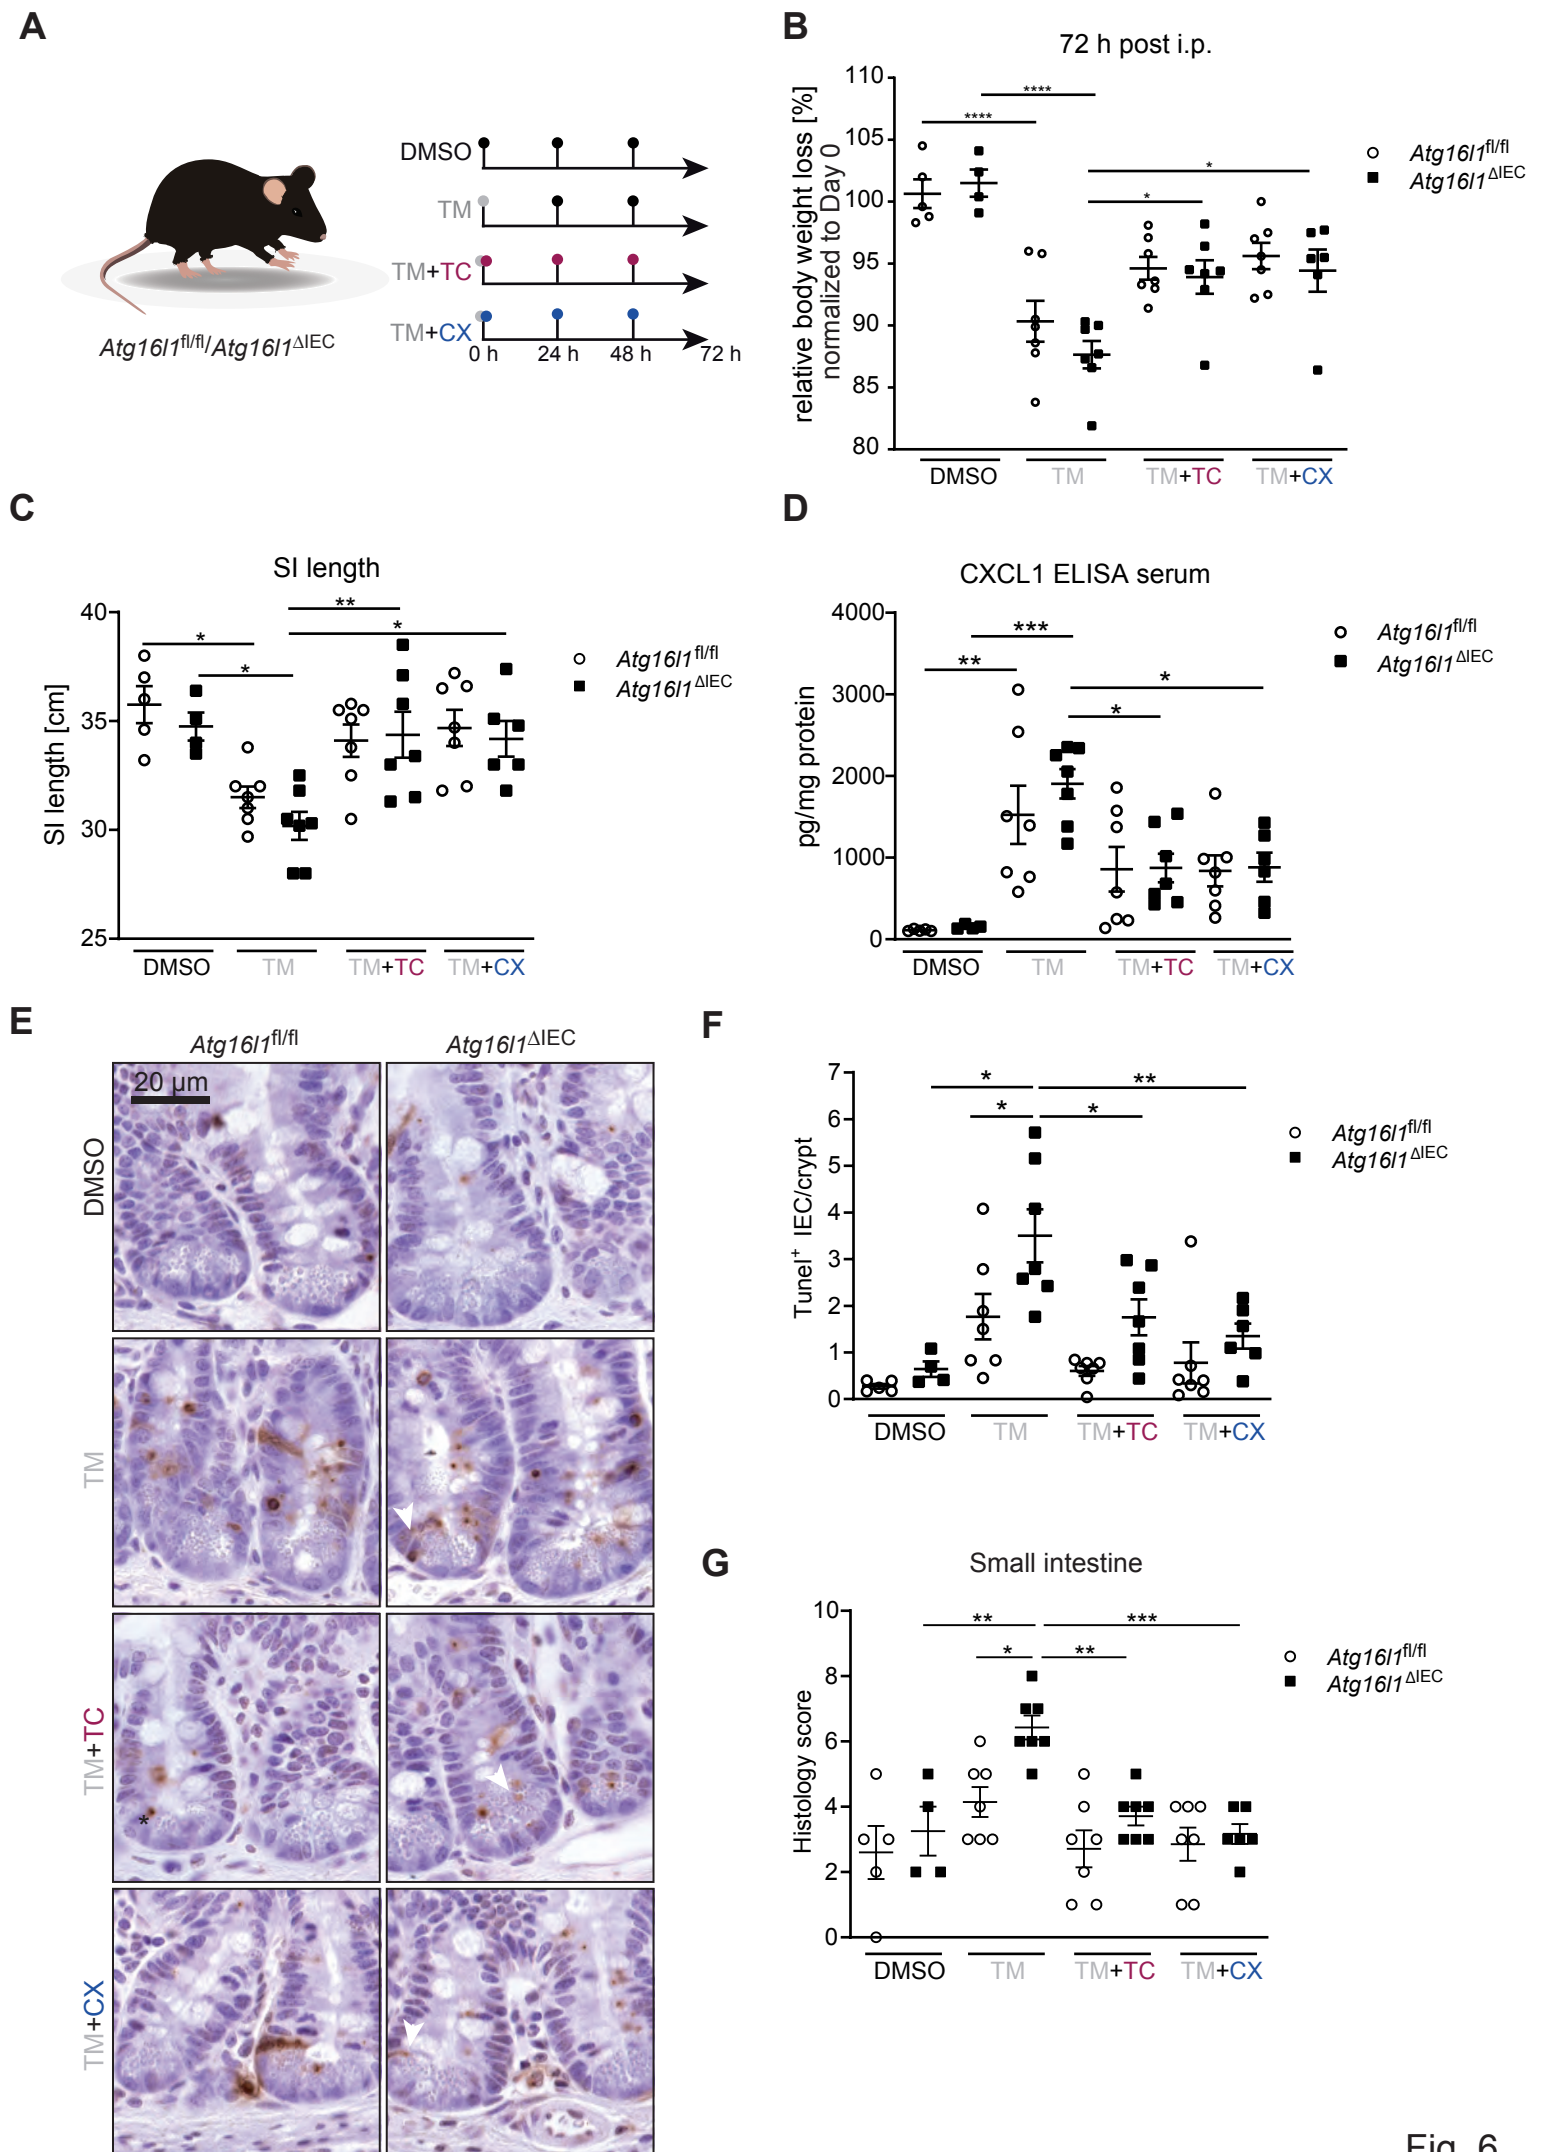 A
DMSO
TM
TM+TC
TM+CX
0 h 24 h 48 h 72 h
Atg16l1fl/fl/Atg16l1ΔIEC
B
72 h post i.p.
relative body weight loss [%]
normalized to Day 0
110
105
100
95
90
85
80
****
****
*
*
Atg16l1fl/fl
Atg16l1ΔIEC
DMSO TM TM+TC TM+CX
C
SI length
SI length [cm]
40
35
30
25
**
*
*
*
Atg16l1fl/fl
Atg16l1ΔIEC
DMSO TM TM+TC TM+CX
D
CXCL1 ELISA serum
pg/mg protein
4000
3000
2000
1000
0
***
**
*
*
Atg16l1fl/fl
Atg16l1ΔIEC
DMSO TM TM+TC TM+CX
E
Atg16l1fl/fl Atg16l1ΔIEC
20 µm
DMSO
TM
TM+TC
*
TM+CX
F
Tunel+ IEC/crypt
7
6
5
4
3
2
1
0
* **
* *
Atg16l1fl/fl
Atg16l1ΔIEC
DMSO TM TM+TC TM+CX
G
Small intestine
Histology score
10
8
6
4
2
0
** ***
* **
Atg16l1fl/fl
Atg16l1ΔIEC
DMSO TM TM+TC TM+CX
Fig. 6